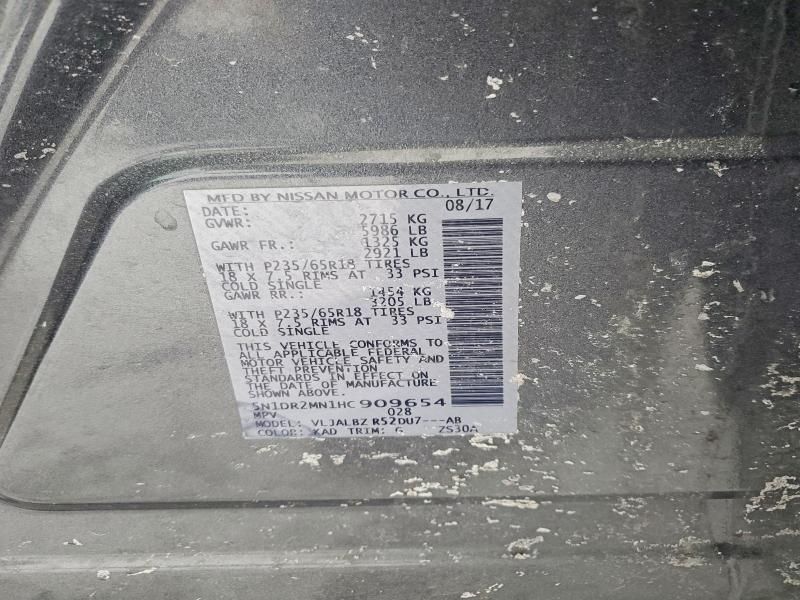 MFD BY NISSAN MOTOR CO., LTD.
DATE: 08/17
GVWR: 2715 KG
5986 LB
GAWR FR.: 1325 KG
2921 LB
WITH P235/65R18 TIRES
18 X 7.5 RIMS AT 33 PSI
COLD SINGLE
GAWR RR.: 1454 KG
3205 LB
WITH P235/65R18 TIRES
18 X 7.5 RIMS AT 33 PSI
COLD SINGLE
THIS VEHICLE CONFORMS TO
ALL APPLICABLE FEDERAL
MOTOR VEHICLE SAFETY AND
THEFT PREVENTION
STANDARDS IN EFFECT ON
THE DATE OF MANUFACTURE
SHOWN ABOVE.
5N1DR2MN1HC909654
MPV 028
MODEL: VLJALBZ R52DU7---AB
COLOR: KAD TRIM: G ZS30A